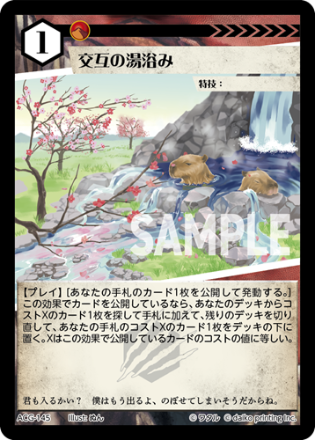 1
交互の湯浴み
特技：
SAMPLE
【プレイ】[あなたの手札のカード1枚を公開して発動する。]
この効果でカードを公開しているなら、あなたのデッキからコ
ストXのカード1枚を探して手札に加えて、残りのデッキを切り
直して、あなたの手札のコストXのカード1枚をデッキの下に
置く。Xはこの効果で公開したカードのコストの値に等しい。
君も入るかい？　僕はもう出るよ、のぼせてしまいそうだからね。
ACG-145
Illust:
© ワタル © daiko printing inc.